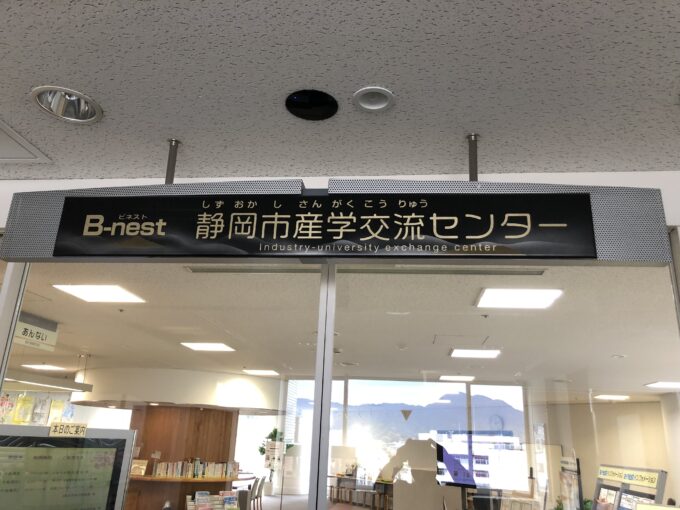 しず おか し さん がく こう りゅう
ビネスト
B-nest 静岡市産学交流センター
Industry-university exchange center
あんない
本日のご案内